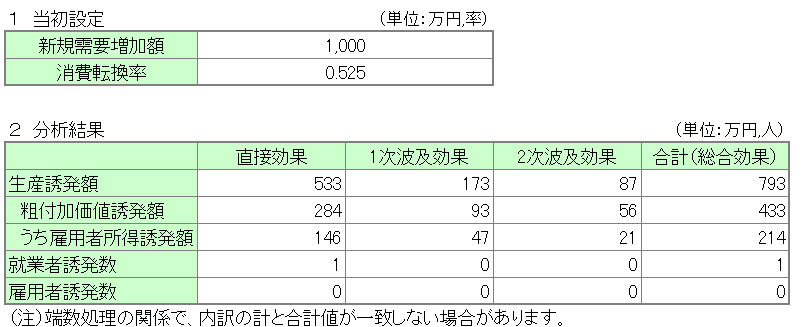 １ 当初設定 （単位：万円,率）
新規需要増加額 1,000
消費転換率 0.525
２ 分析結果 （単位：万円,人）
直接効果 1次波及効果 2次波及効果 合計（総合効果）
生産誘発額 533 173 87 793
粗付加価値誘発額 284 93 56 433
うち雇用者所得誘発額 146 47 21 214
就業者誘発数 1 0 0 1
雇用者誘発数 0 0 0 0
（注）端数処理の関係で、内訳の計と合計値が一致しない場合があります。